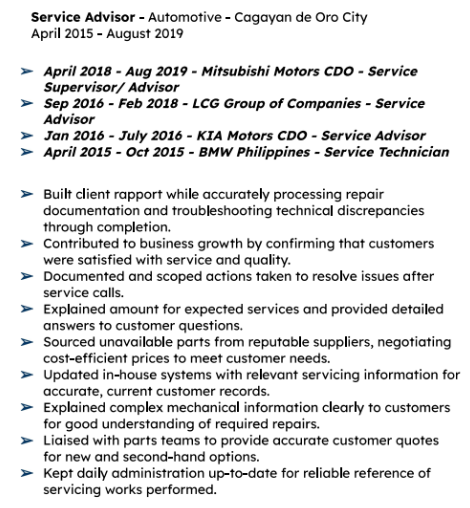 Service Advisor - Automotive - Cagayan de Oro City
April 2015 - August 2019
➢ April 2018 - Aug 2019 - Mitsubishi Motors CDO - Service
Supervisor/ Advisor
➢ Sep 2016 - Feb 2018 - LCG Group of Companies - Service
Advisor
➢ Jan 2016 - July 2016 - KIA Motors CDO - Service Advisor
➢ April 2015 - Oct 2015 - BMW Philippines - Service Technician
➢ Built client rapport while accurately processing repair
documentation and troubleshooting technical discrepancies
through completion.
➢ Contributed to business growth by confirming that customers
were satisfied with service and quality.
➢ Documented and scoped actions taken to resolve issues after
service calls.
➢ Explained amount for expected services and provided detailed
answers to customer questions.
➢ Sourced unavailable parts from reputable suppliers, negotiating
cost-efficient prices to meet customer needs.
➢ Updated in-house systems with relevant servicing information for
accurate, current customer records.
➢ Explained complex mechanical information clearly to customers
for good understanding of required repairs.
➢ Liaised with parts teams to provide accurate customer quotes
for new and second-hand options.
➢ Kept daily administration up-to-date for reliable reference of
servicing works performed.